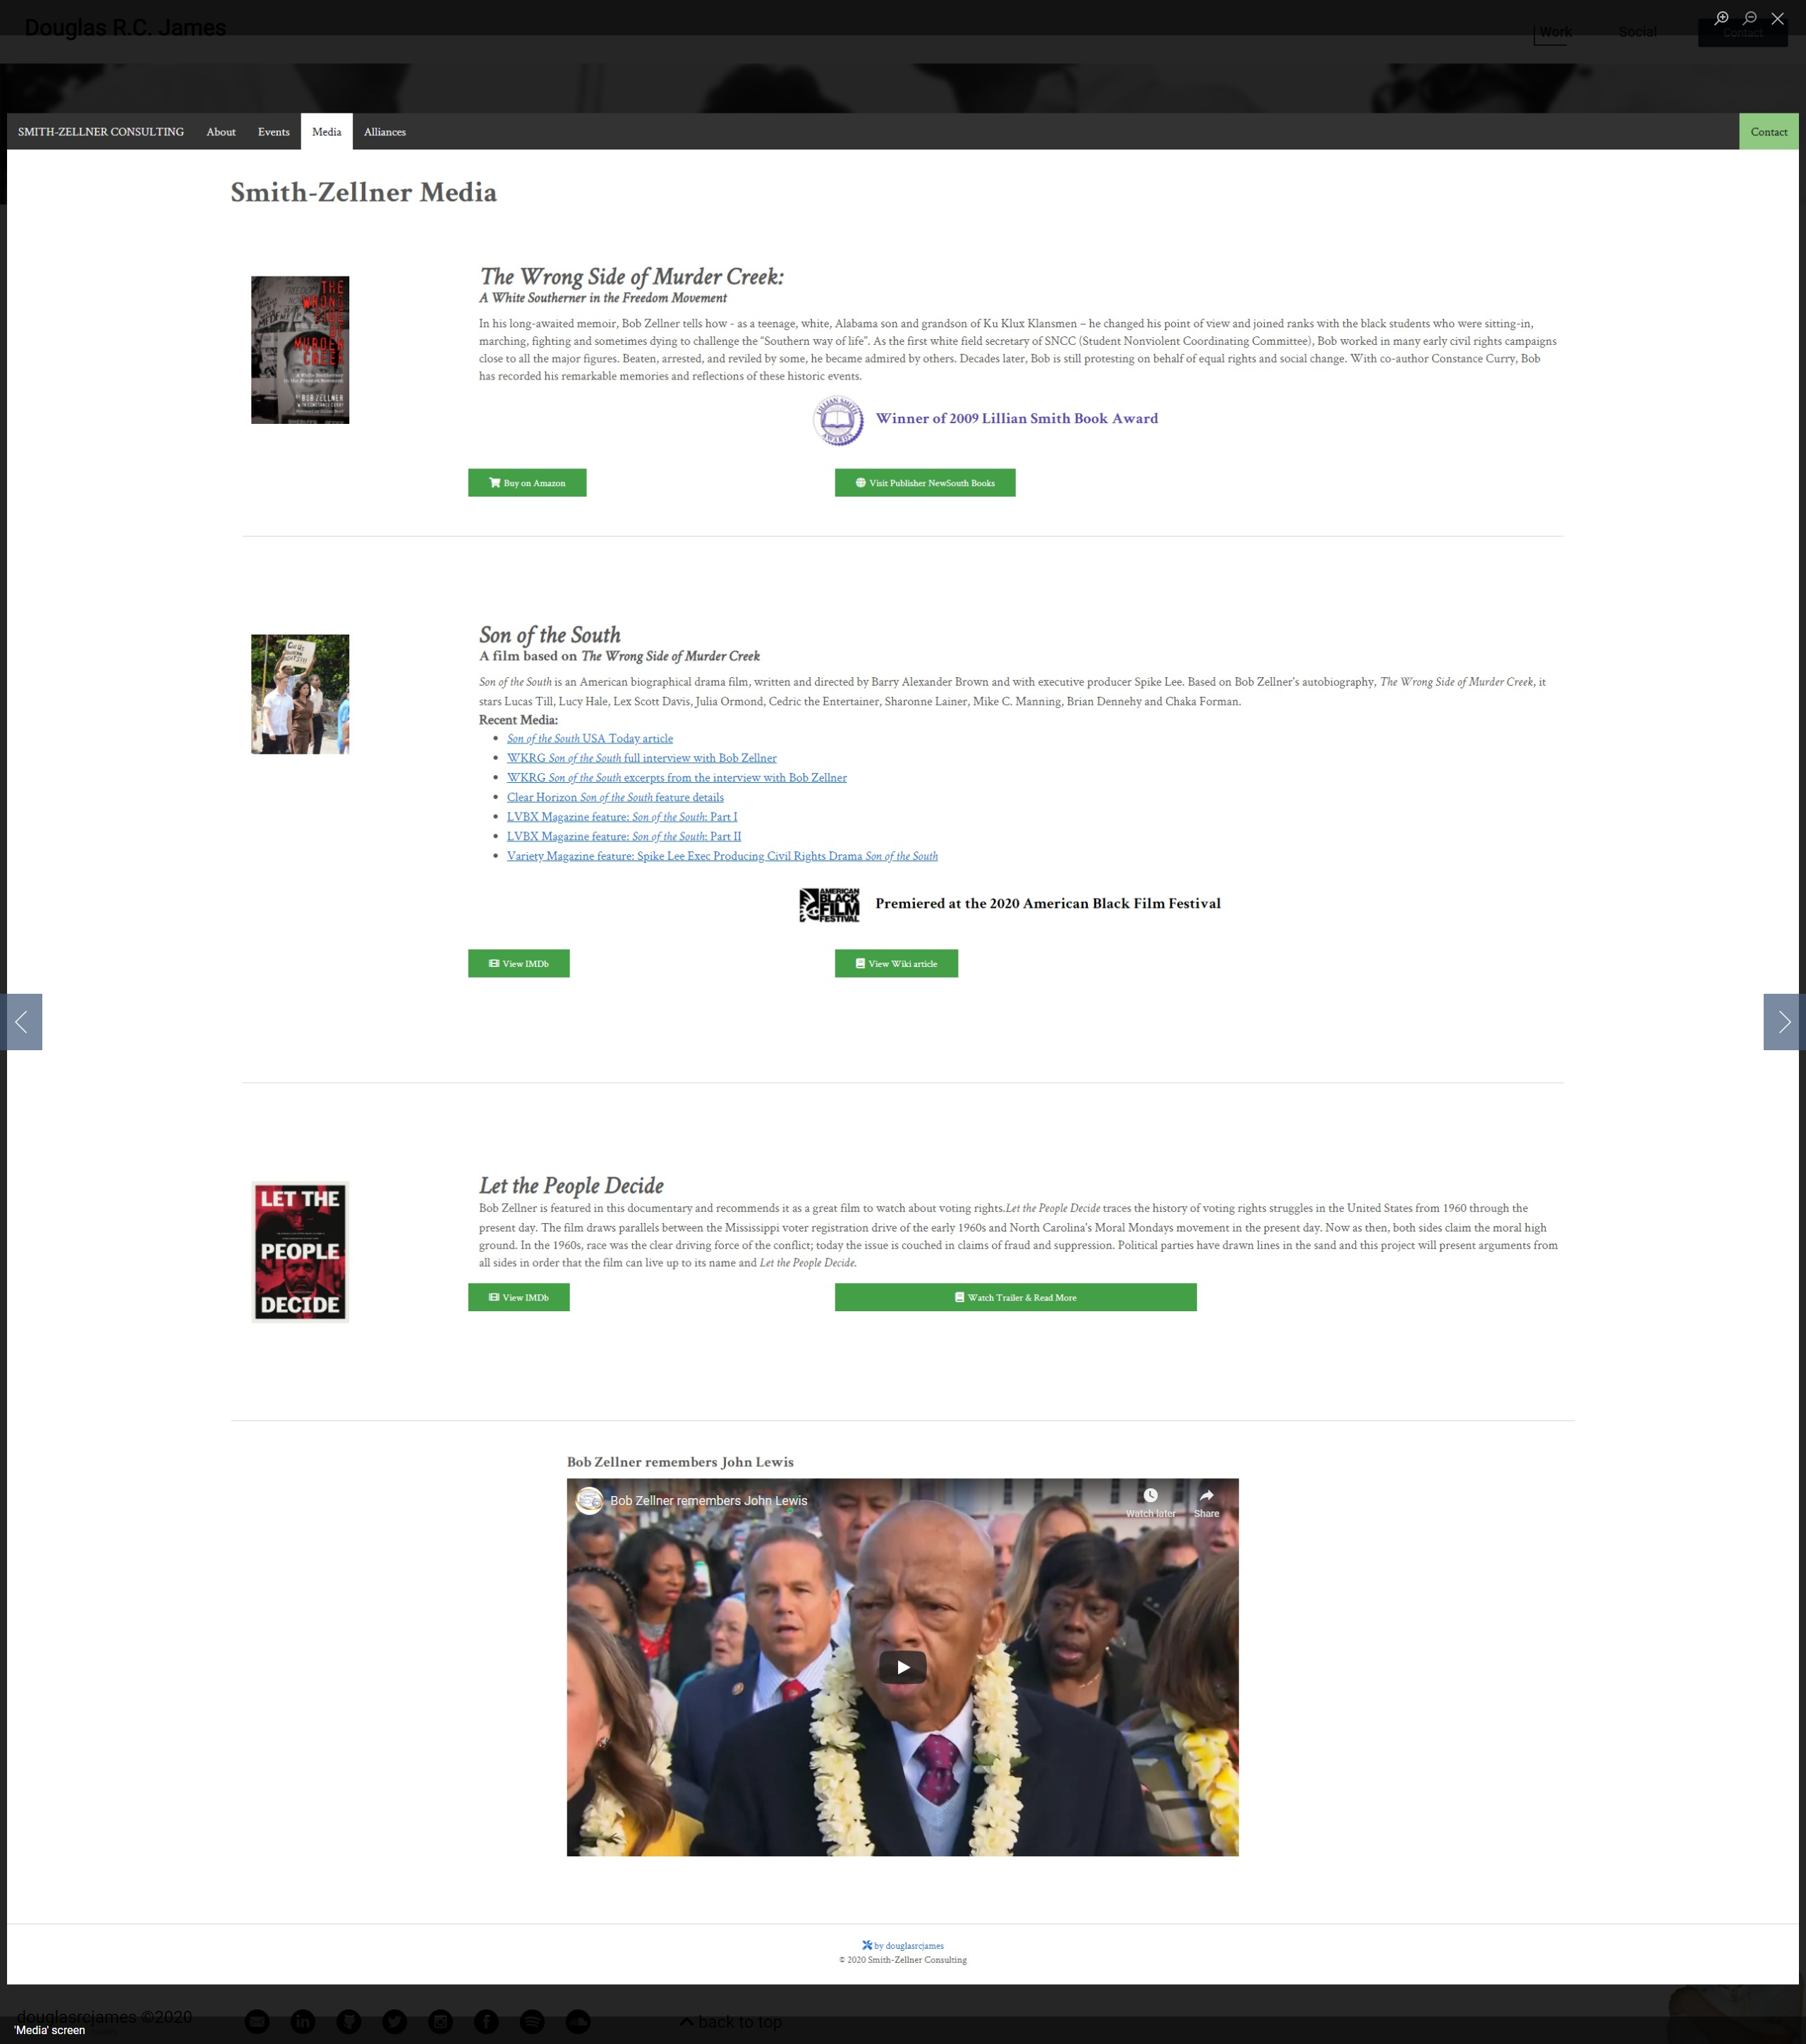 Douglas R.C. James
Work Social Contact
SMITH-ZELLNER CONSULTING About Events Media Alliances Contact
Smith-Zellner Media
THE WRONG SIDE OF MURDER CREEK
A White Southerner
in the Freedom Movement
BY BOB ZELLNER
WITH CONSTANCE CURRY
The Wrong Side of Murder Creek:
A White Southerner in the Freedom Movement
In his long-awaited memoir, Bob Zellner tells how - as a teenage, white, Alabama son and grandson of Ku Klux Klansmen – he changed his point of view and joined ranks with the black students who were sitting-in,
marching, fighting and sometimes dying to challenge the "Southern way of life". As the first white field secretary of SNCC (Student Nonviolent Coordinating Committee), Bob worked in many early civil rights campaigns
close to all the major figures. Beaten, arrested, and reviled by some, he became admired by others. Decades later, Bob is still protesting on behalf of equal rights and social change. With co-author Constance Curry, Bob
has recorded his remarkable memories and reflections of these historic events.
LILLIAN SMITH AWARDS
Winner of 2009 Lillian Smith Book Award
Buy on Amazon
Visit Publisher NewSouth Books
Son of the South
A film based on The Wrong Side of Murder Creek
Son of the South is an American biographical drama film, written and directed by Barry Alexander Brown and with executive producer Spike Lee. Based on Bob Zellner's autobiography, The Wrong Side of Murder Creek, it
stars Lucas Till, Lucy Hale, Lex Scott Davis, Julia Ormond, Cedric the Entertainer, Sharonne Lainer, Mike C. Manning, Brian Dennehy and Chaka Forman.
Recent Media:
Son of the South USA Today article
WKRG Son of the South full interview with Bob Zellner
WKRG Son of the South excerpts from the interview with Bob Zellner
Clear Horizon Son of the South feature details
LVBX Magazine feature: Son of the South: Part I
LVBX Magazine feature: Son of the South: Part II
Variety Magazine feature: Spike Lee Exec Producing Civil Rights Drama Son of the South
AMERICAN
BLACK
FILM
FESTIVAL
Premiered at the 2020 American Black Film Festival
View IMDb
View Wiki article
LET THE
PEOPLE
DECIDE
Let the People Decide
Bob Zellner is featured in this documentary and recommends it as a great film to watch about voting rights.Let the People Decide traces the history of voting rights struggles in the United States from 1960 through the
present day. The film draws parallels between the Mississippi voter registration drive of the early 1960s and North Carolina's Moral Mondays movement in the present day. Now as then, both sides claim the moral high
ground. In the 1960s, race was the clear driving force of the conflict; today the issue is couched in claims of fraud and suppression. Political parties have drawn lines in the sand and this project will present arguments from
all sides in order that the film can live up to its name and Let the People Decide.
View IMDb
Watch Trailer & Read More
Bob Zellner remembers John Lewis
Bob Zellner remembers John Lewis
Watch later Share
by douglasrcjames
© 2020 Smith-Zellner Consulting
douglasrcjames ©2020
back to top
'Media' screen